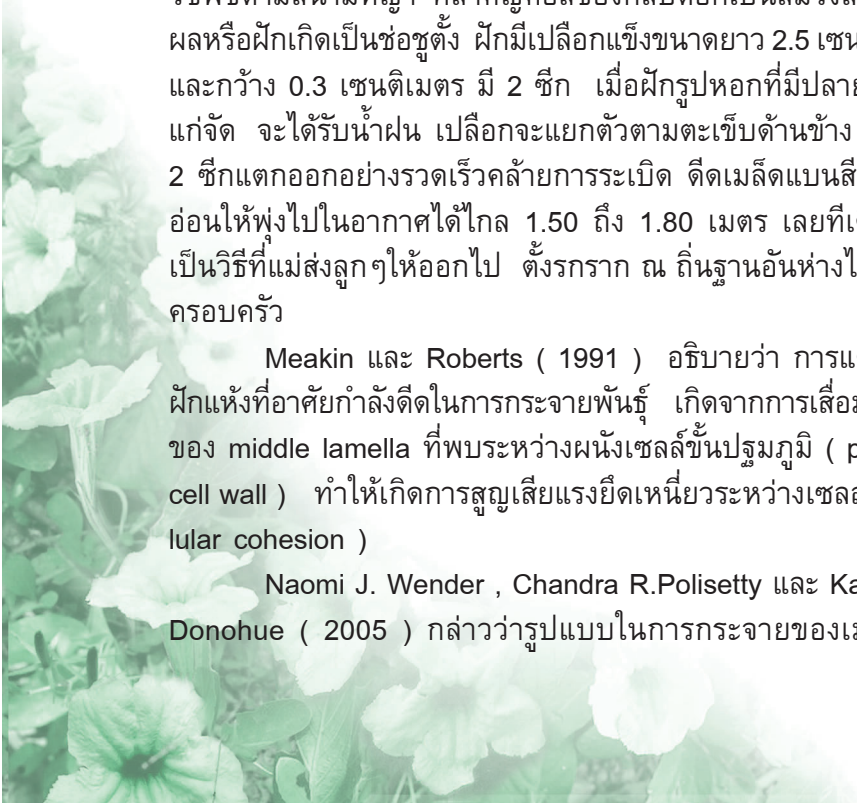 ผลหรือฝักเกิดเป็นช่อชูตั้ง ฝักมีเปลือกแข็งขนาดยาว 2.5 เซน
และกว้าง 0.3 เซนติเมตร มี 2 ซีก เมื่อฝักรูปหอกที่มีปลาย
แก่จัด จะได้รับน้ำฝน เปลือกจะแยกตัวตามตะเข็บด้านข้าง
2 ซีกแตกออกอย่างรวดเร็วคล้ายการระเบิด ดีดเมล็ดแบนสี
อ่อนให้พุ่งไปในอากาศได้ไกล 1.50 ถึง 1.80 เมตร เลยที
เป็นวิธีที่แม่ส่งลูกๆให้ออกไป ตั้งรกราก ณ ถิ่นฐานอันห่างไ
ครอบครัว
Meakin และ Roberts ( 1991 ) อธิบายว่า การแ
ฝักแห้งที่อาศัยกำลังดีดในการกระจายพันธุ์ เกิดจากการเสื่อม
ของ middle lamella ที่พบระหว่างผนังเซลล์ขั้นปฐมภูมิ ( p
cell wall ) ทำให้เกิดการสูญเสียแรงยึดเหนี่ยวระหว่างเซล
lular cohesion )
Naomi J. Wender , Chandra R.Polisetty และ Ka
Donohue ( 2005 ) กล่าวว่ารูปแบบในการกระจายของเม